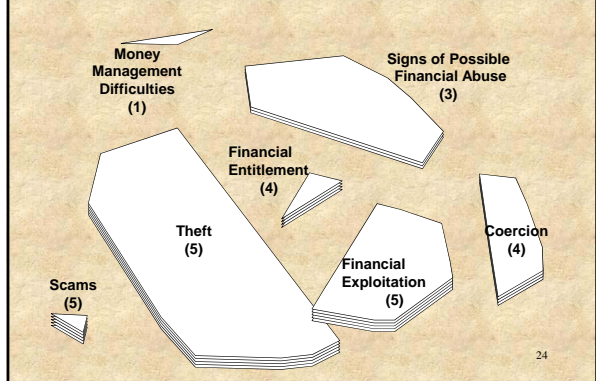 Money
Management
Difficulties
(1)
Signs of Possible
Financial Abuse
(3)
Financial
Entitlement
(4)
Theft
(5)
Coercion
(4)
Financial
Exploitation
(5)
Scams
(5)
24